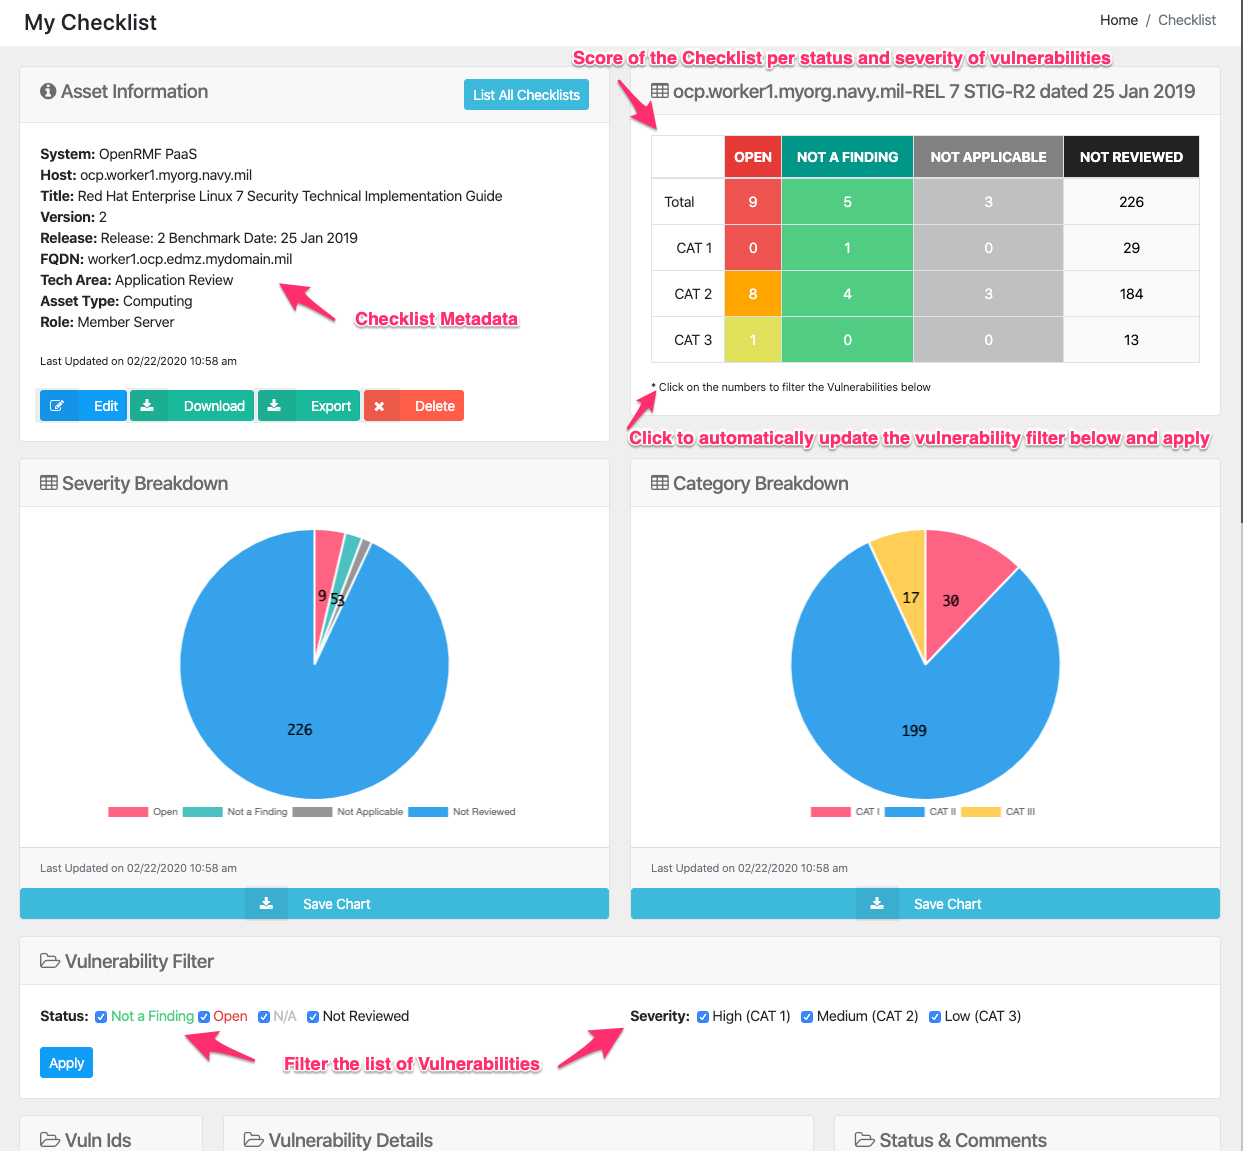 My Checklist
Home / Checklist
Score of the Checklist per status and severity of vulnerabilities
Asset Information
List All Checklists
System: OpenRMF PaaS
Host: ocp.worker1.myorg.navy.mil
Title: Red Hat Enterprise Linux 7 Security Technical Implementation Guide
Version: 2
Release: Release: 2 Benchmark Date: 25 Jan 2019
FQDN: worker1.ocp.edmz.mydomain.mil
Tech Area: Application Review
Asset Type: Computing
Role: Member Server
Checklist Metadata
Last Updated on 02/22/2020 10:58 am
Edit Download Export Delete
ocp.worker1.myorg.navy.mil-REL 7 STIG-R2 dated 25 Jan 2019
OPEN NOT A FINDING NOT APPLICABLE NOT REVIEWED
Total 9 5 3 226
CAT 1 0 1 0 29
CAT 2 8 4 3 184
CAT 3 1 0 0 13
* Click on the numbers to filter the Vulnerabilities below
Click to automatically update the vulnerability filter below and apply
Severity Breakdown
9 5 3
226
Open Not a Finding Not Applicable Not Reviewed
Last Updated on 02/22/2020 10:58 am
Save Chart
Category Breakdown
17 30
199
CAT I CAT II CAT III
Last Updated on 02/22/2020 10:58 am
Save Chart
Vulnerability Filter
Status: Not a Finding Open N/A Not Reviewed
Severity: High (CAT 1) Medium (CAT 2) Low (CAT 3)
Filter the list of Vulnerabilities
Apply
Vuln Ids
Vulnerability Details
Status & Comments